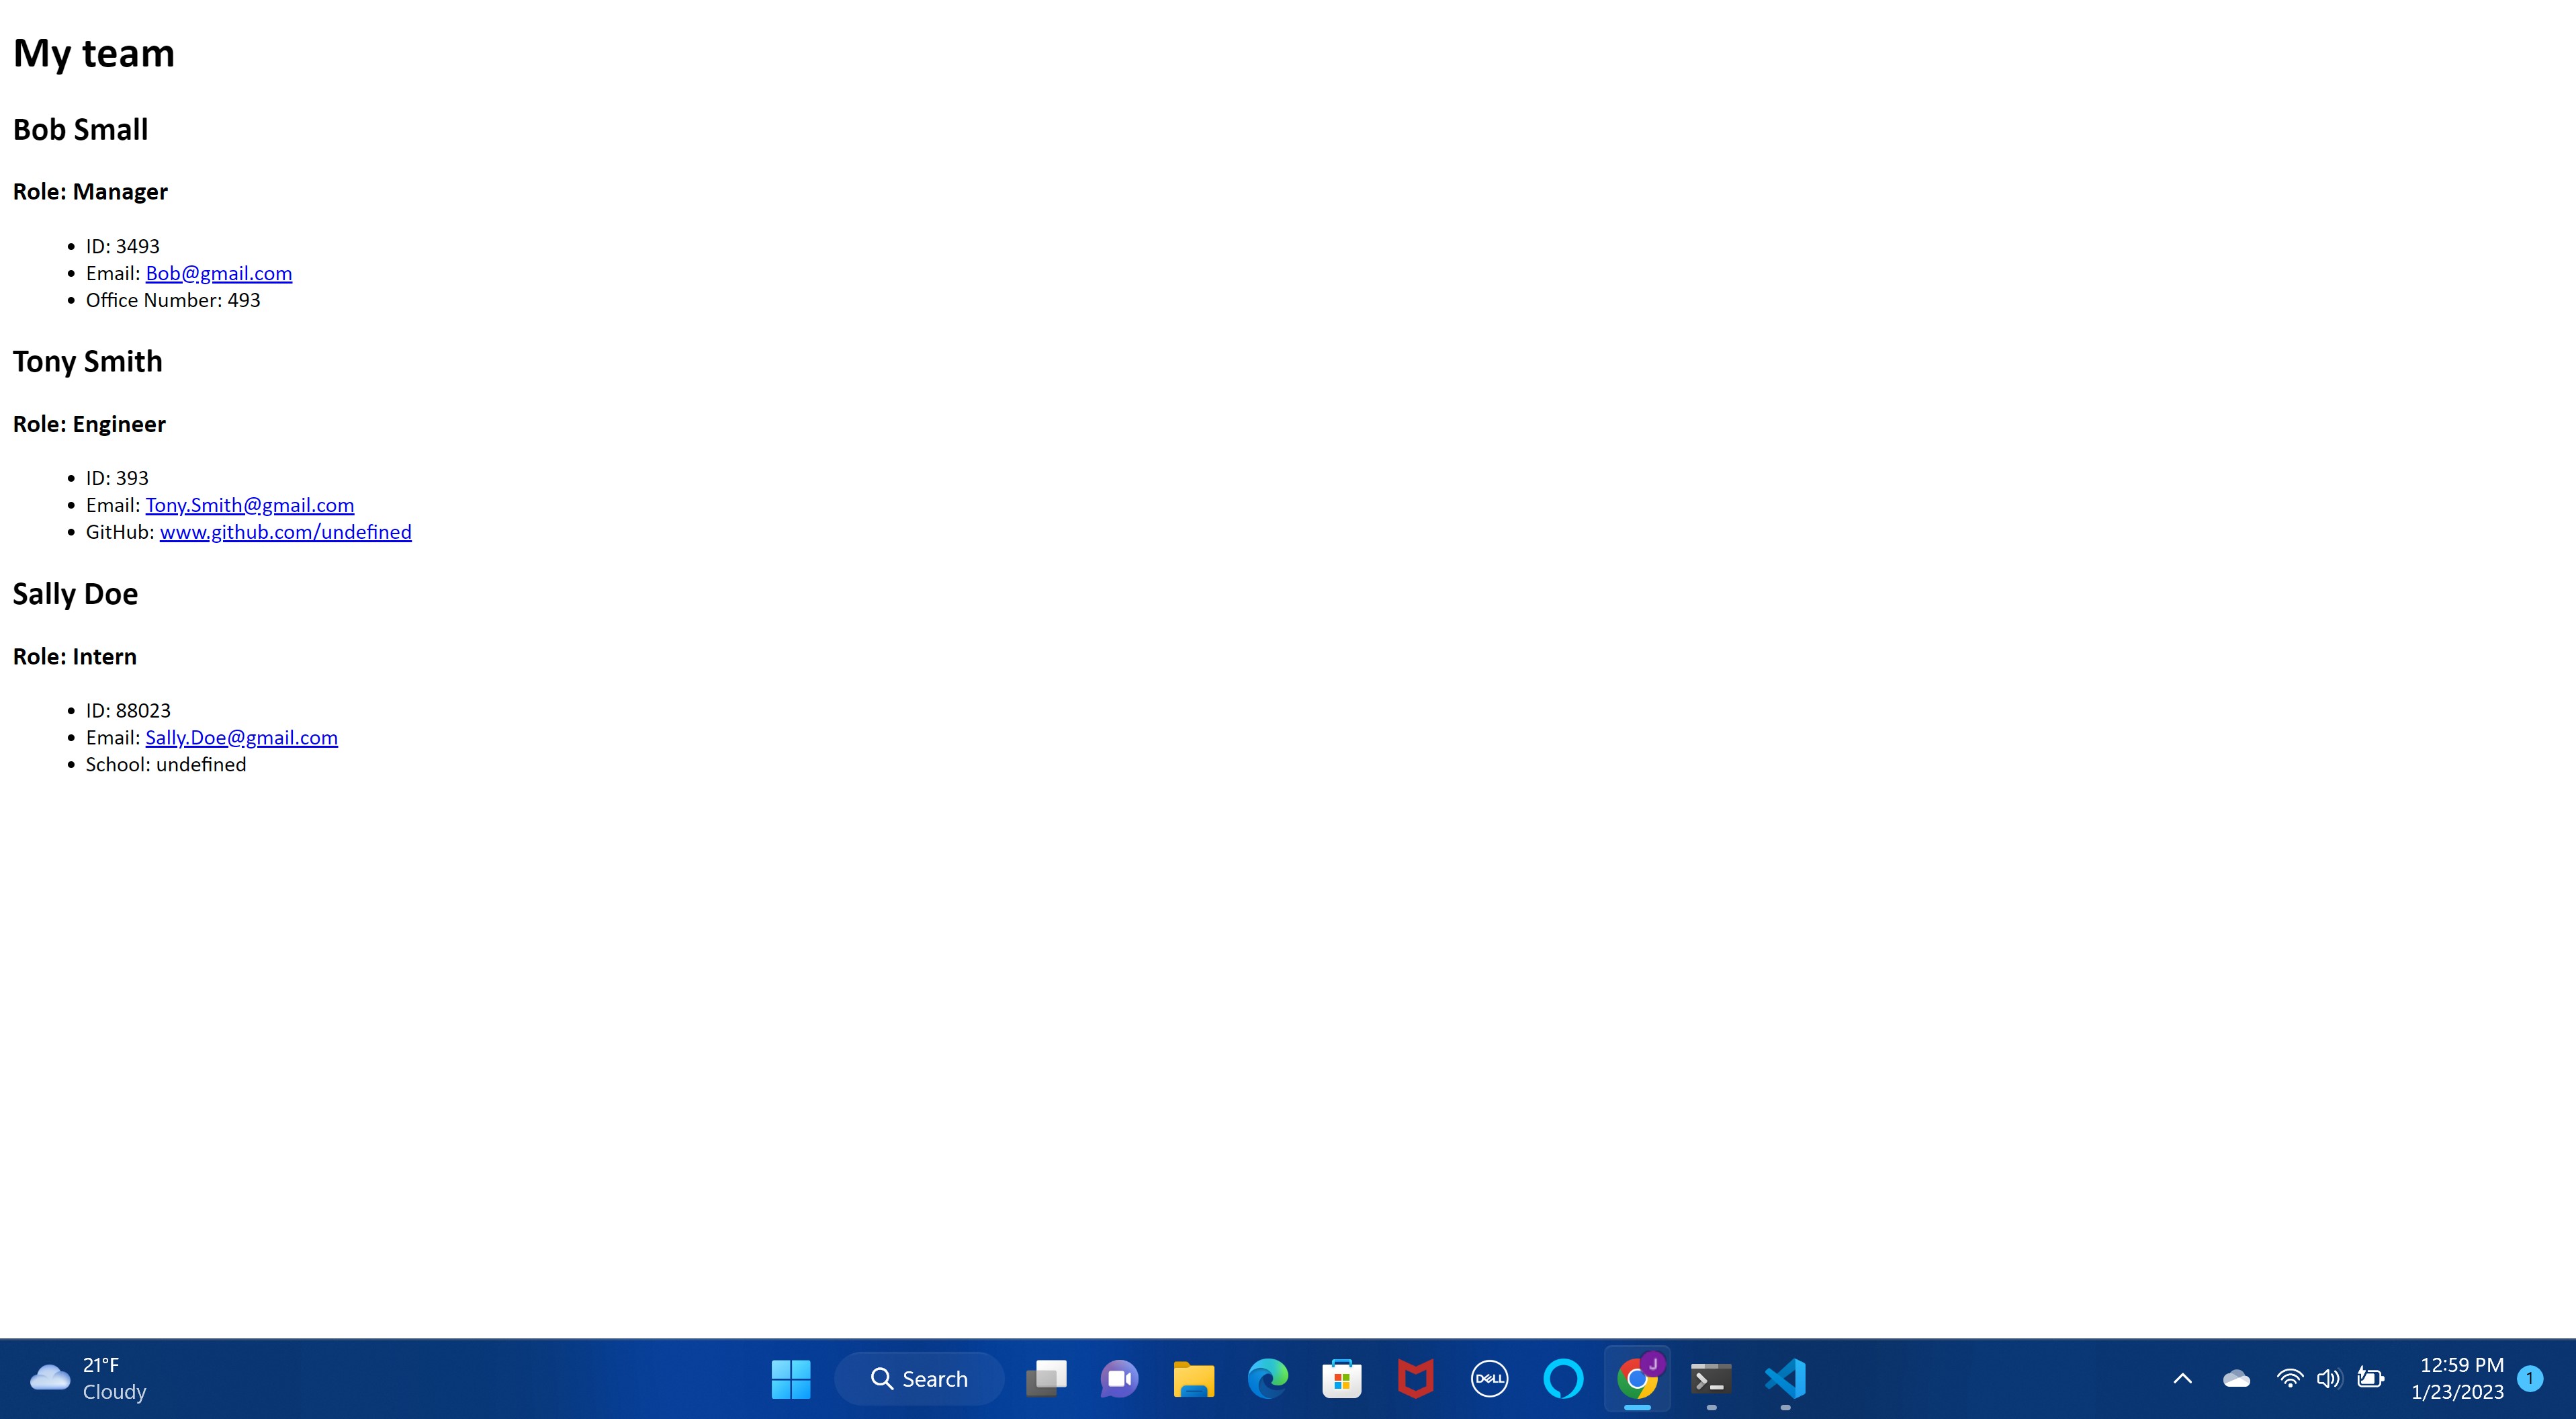 My team
Bob Small
Role: Manager
ID: 3493
Email: Bob@gmail.com
Office Number: 493
Tony Smith
Role: Engineer
ID: 393
Email: Tony.Smith@gmail.com
GitHub: www.github.com/undefined
Sally Doe
Role: Intern
ID: 88023
Email: Sally.Doe@gmail.com
School: undefined
21°F
Cloudy
Search
DELL
J
12:59 PM
1/23/2023
1